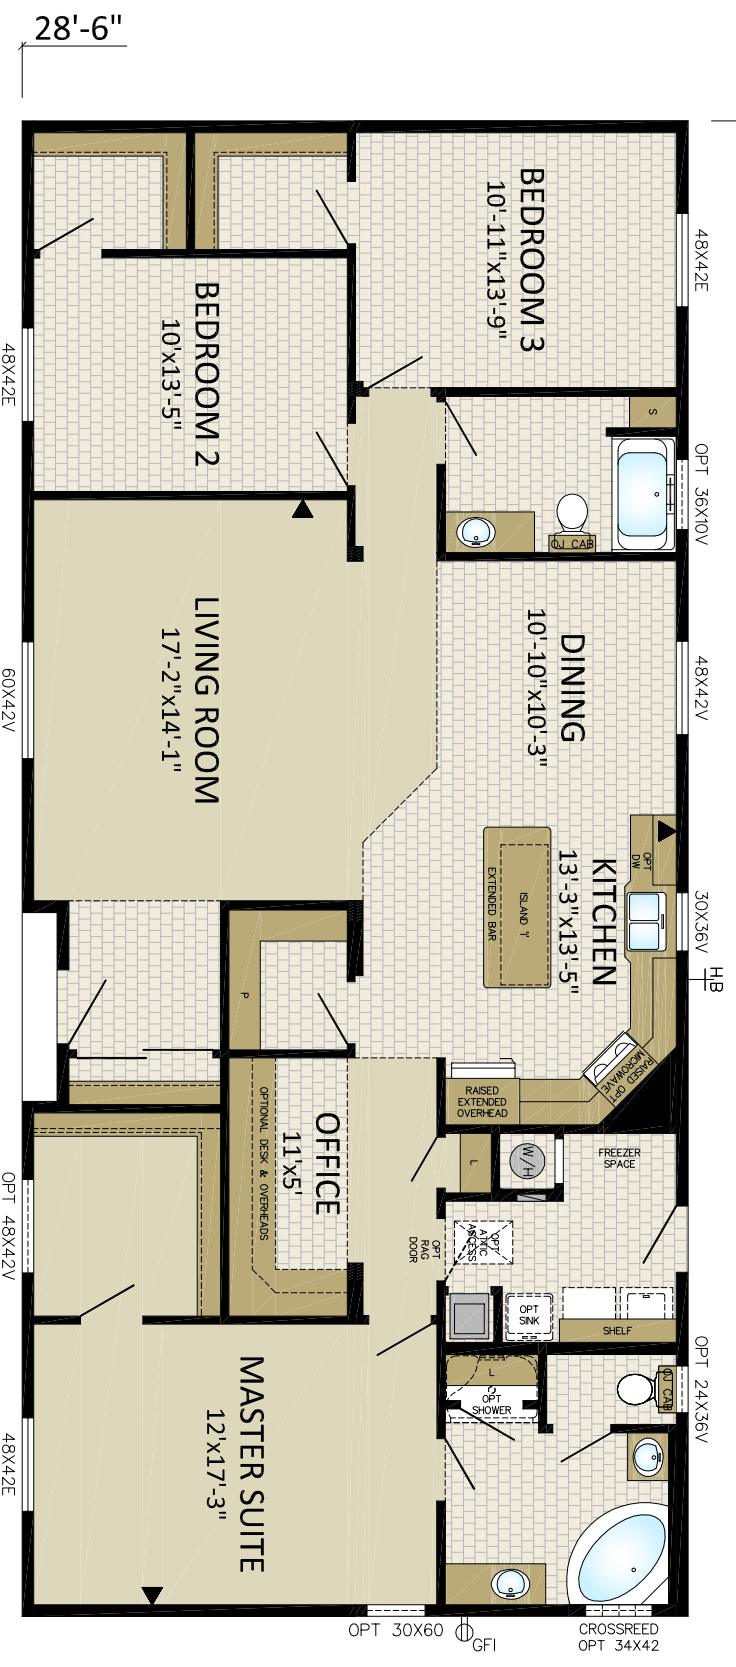 28'-6"
BEDROOM 3
10'-11"x13'-9"
48X42E
BEDROOM 2
10'x13'-5"
48X42E
S
OPT 36X10V
OJ CAB
LIVING ROOM
17'-2"x14'-1"
60X42V
DINING
10'-10"x10'-3"
48X42V
KITCHEN
13'-3"x13'-5"
OPT
DW
ISLAND '1'
EXTENDED BAR
30X36V
HB
P
RAISED OPT
MICROWAVE
RAISED
EXTENDED
OVERHEAD
OFFICE
11'x5'
OPTIONAL DESK & OVERHEADS
L
W/H
FREEZER
SPACE
OPT
RAG
DOOR
OPT
ATTIC
ACCESS
OPT
SINK
SHELF
OPT 48X42V
OPT 24X36V
L
OPT
SHOWER
OJ CAB
MASTER SUITE
12'x17'-3"
48X42E
OPT 30X60
GFI
CROSSREED
OPT 34X42